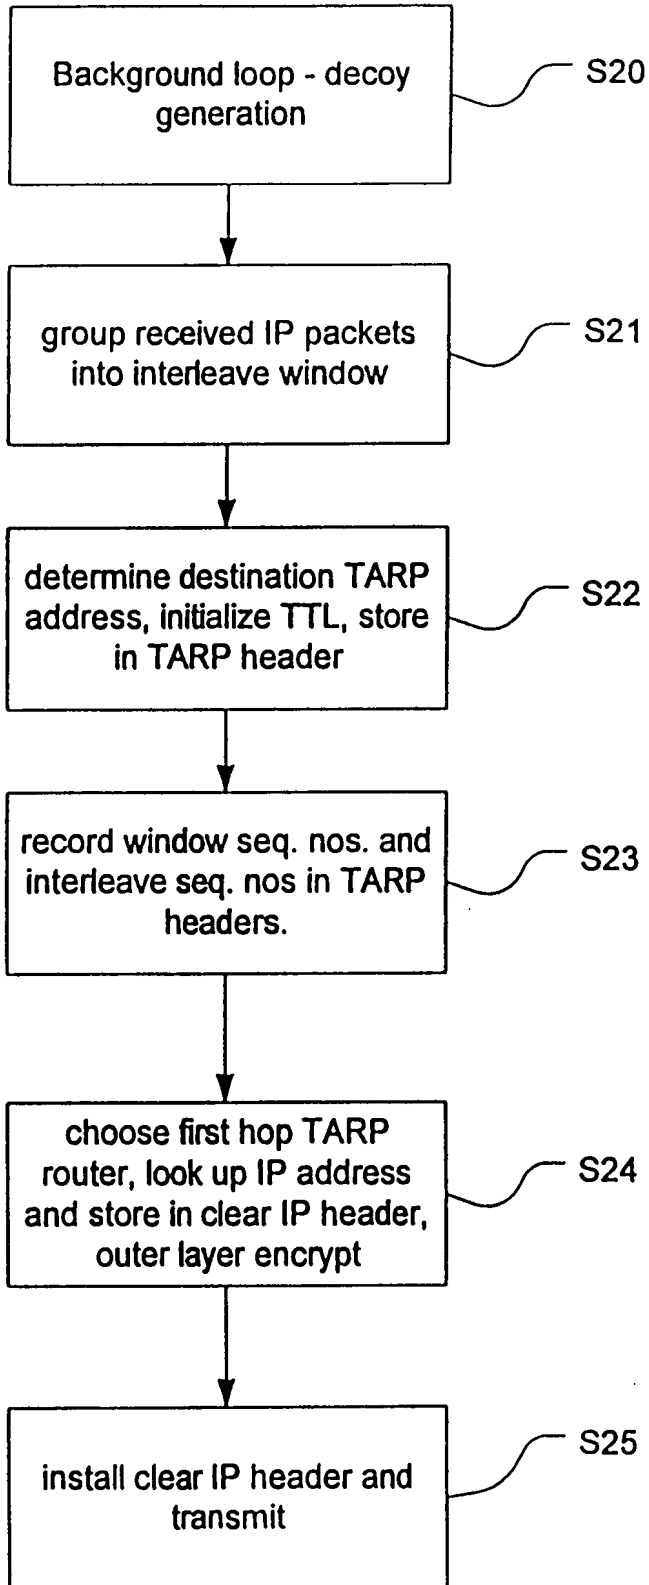 Background loop - decoy
generation
S20
group received IP packets
into interleave window
S21
determine destination TARP
address, initialize TTL, store
in TARP header
S22
record window seq. nos. and
interleave seq. nos in TARP
headers.
S23
choose first hop TARP
router, look up IP address
and store in clear IP header,
outer layer encrypt
S24
install clear IP header and
transmit
S25